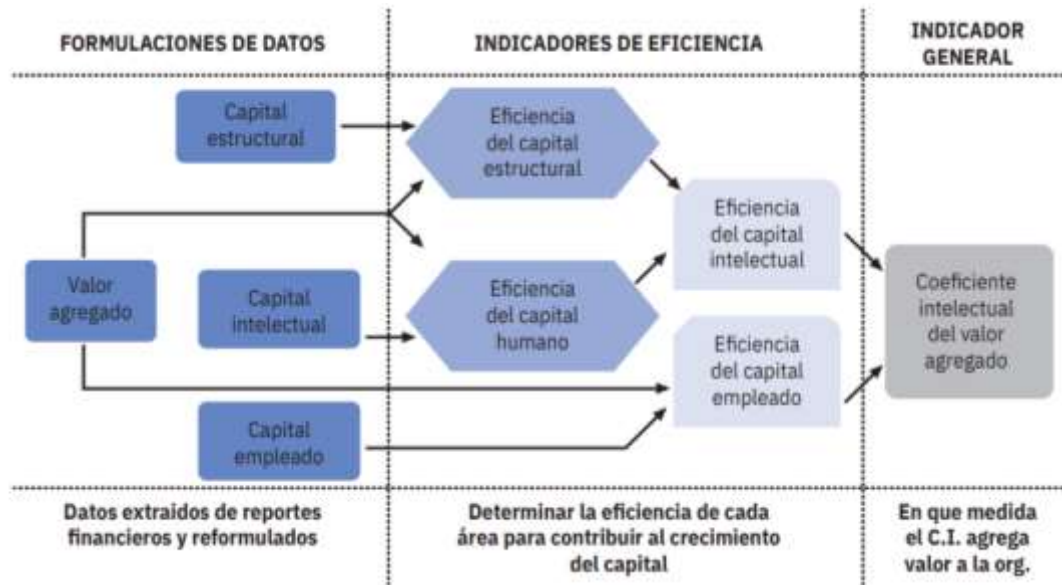 FORMULACIONES DE DATOS
INDICADORES DE EFICIENCIA
INDICADOR
GENERAL
Capital
estructural
Eficiencia
del capital
estructural
Valor
agregado
Capital
intelectual
Eficiencia
del capital
humano
Eficiencia
del capital
intelectual
Capital
empleado
Eficiencia
del capital
empleado
Coeficiente
intelectual
del valor
agregado
Datos extraidos de reportes
financieros y reformulados
Determinar la eficiencia de cada
área para contribuir al crecimiento
del capital
En que medida
el C.I. agrega
valor a la org.